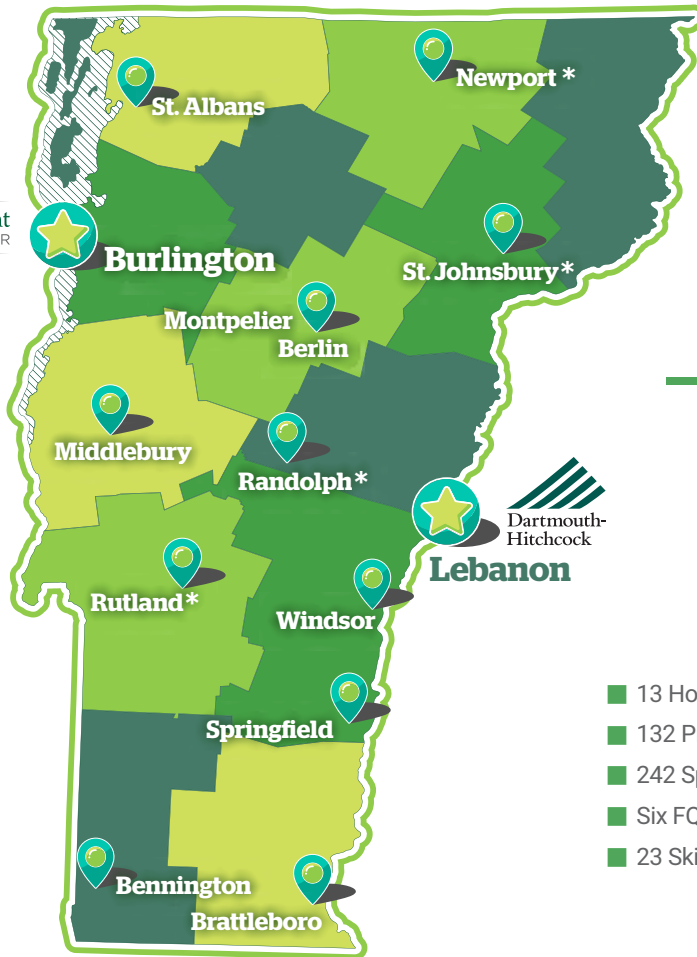 Newport *
St. Albans
nt
R
Burlington
St. Johnsbury*
Montpelier
Berlin
Middlebury
Randolph*
Dartmouth-
Hitchcock
Lebanon
Rutland*
Windsor
13 Ho
132 P
Springfield
242 Sp
Six FQ
23 Ski
Bennington
Brattleboro